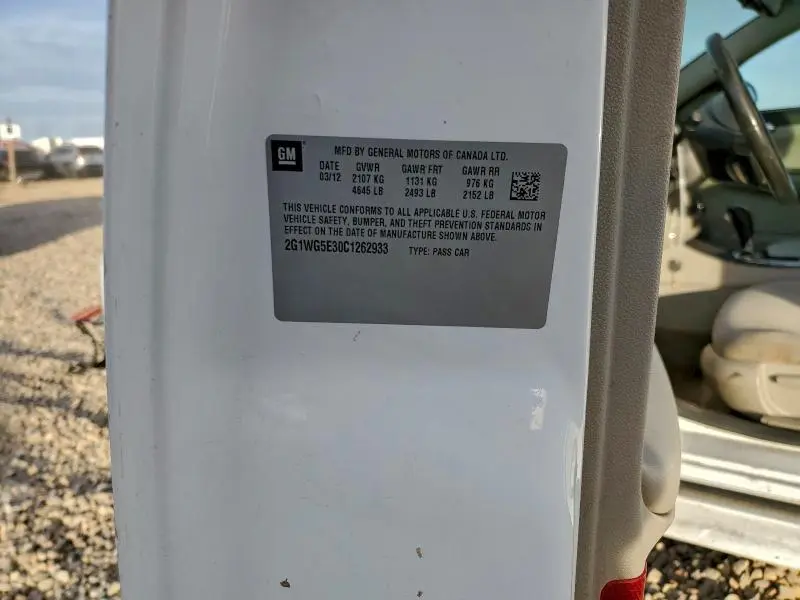 GM
MFD BY GENERAL MOTORS OF CANADA LTD.
DATE GVWR GAWR FRT GAWR RR
03/12 2107 KG 1131 KG 976 KG
4645 LB 2493 LB 2152 LB
THIS VEHICLE CONFORMS TO ALL APPLICABLE U.S. FEDERAL MOTOR
VEHICLE SAFETY, BUMPER, AND THEFT PREVENTION STANDARDS IN
EFFECT ON THE DATE OF MANUFACTURE SHOWN ABOVE.
2G1WG5E30C1262933 TYPE: PASS CAR